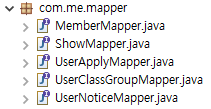 com.me.mapper
MemberMapper.java
ShowMapper.java
UserApplyMapper.java
UserClassGroupMapper.java
UserNoticeMapper.java